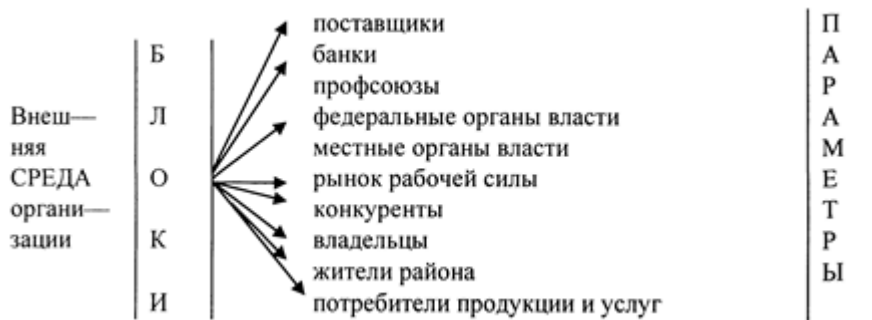 поставщики П
Б банки А
профсоюзы Р
Внеш— Л федеральные органы власти А
няя местные органы власти М
СРЕДА О рынок рабочей силы Е
органи— конкуренты Т
зации К владельцы Р
жители района Ы
И потребители продукции и услуг